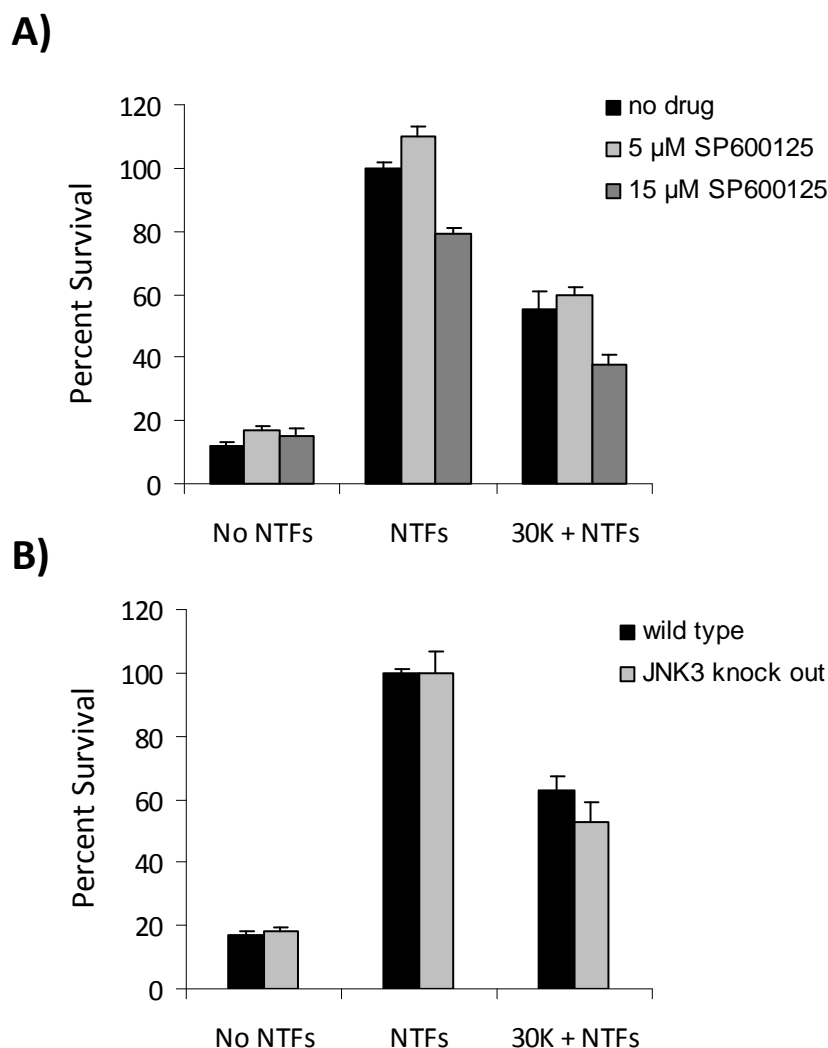 A)
120
100
80
60
40
20
0
Percent Survival
no drug
5 µM SP600125
15 µM SP600125
No NTFs
NTFs
30K + NTFs
B)
120
100
80
60
40
20
0
Percent Survival
wild type
JNK3 knock out
No NTFs
NTFs
30K + NTFs